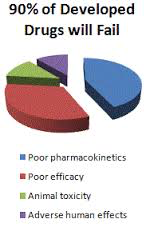 90% of Developed
Drugs will Fail
Poor pharmacokinetics
Poor efficacy
Animal toxicity
Adverse human effects